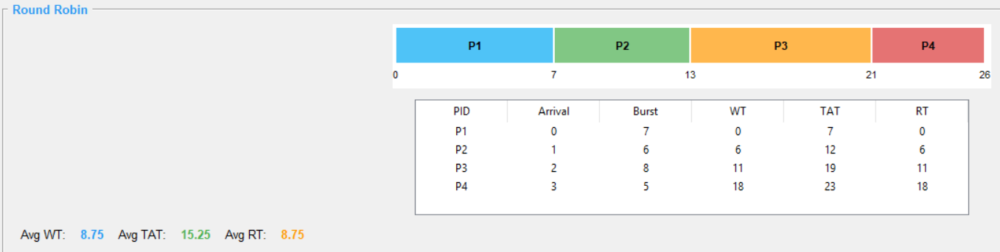 Round Robin
P1 P2 P3 P4
0 7 13 21 26
PID Arrival Burst WT TAT RT
P1 0 7 0 7 0
P2 1 6 6 12 6
P3 2 8 11 19 11
P4 3 5 18 23 18
Avg WT: 8.75 Avg TAT: 15.25 Avg RT: 8.75